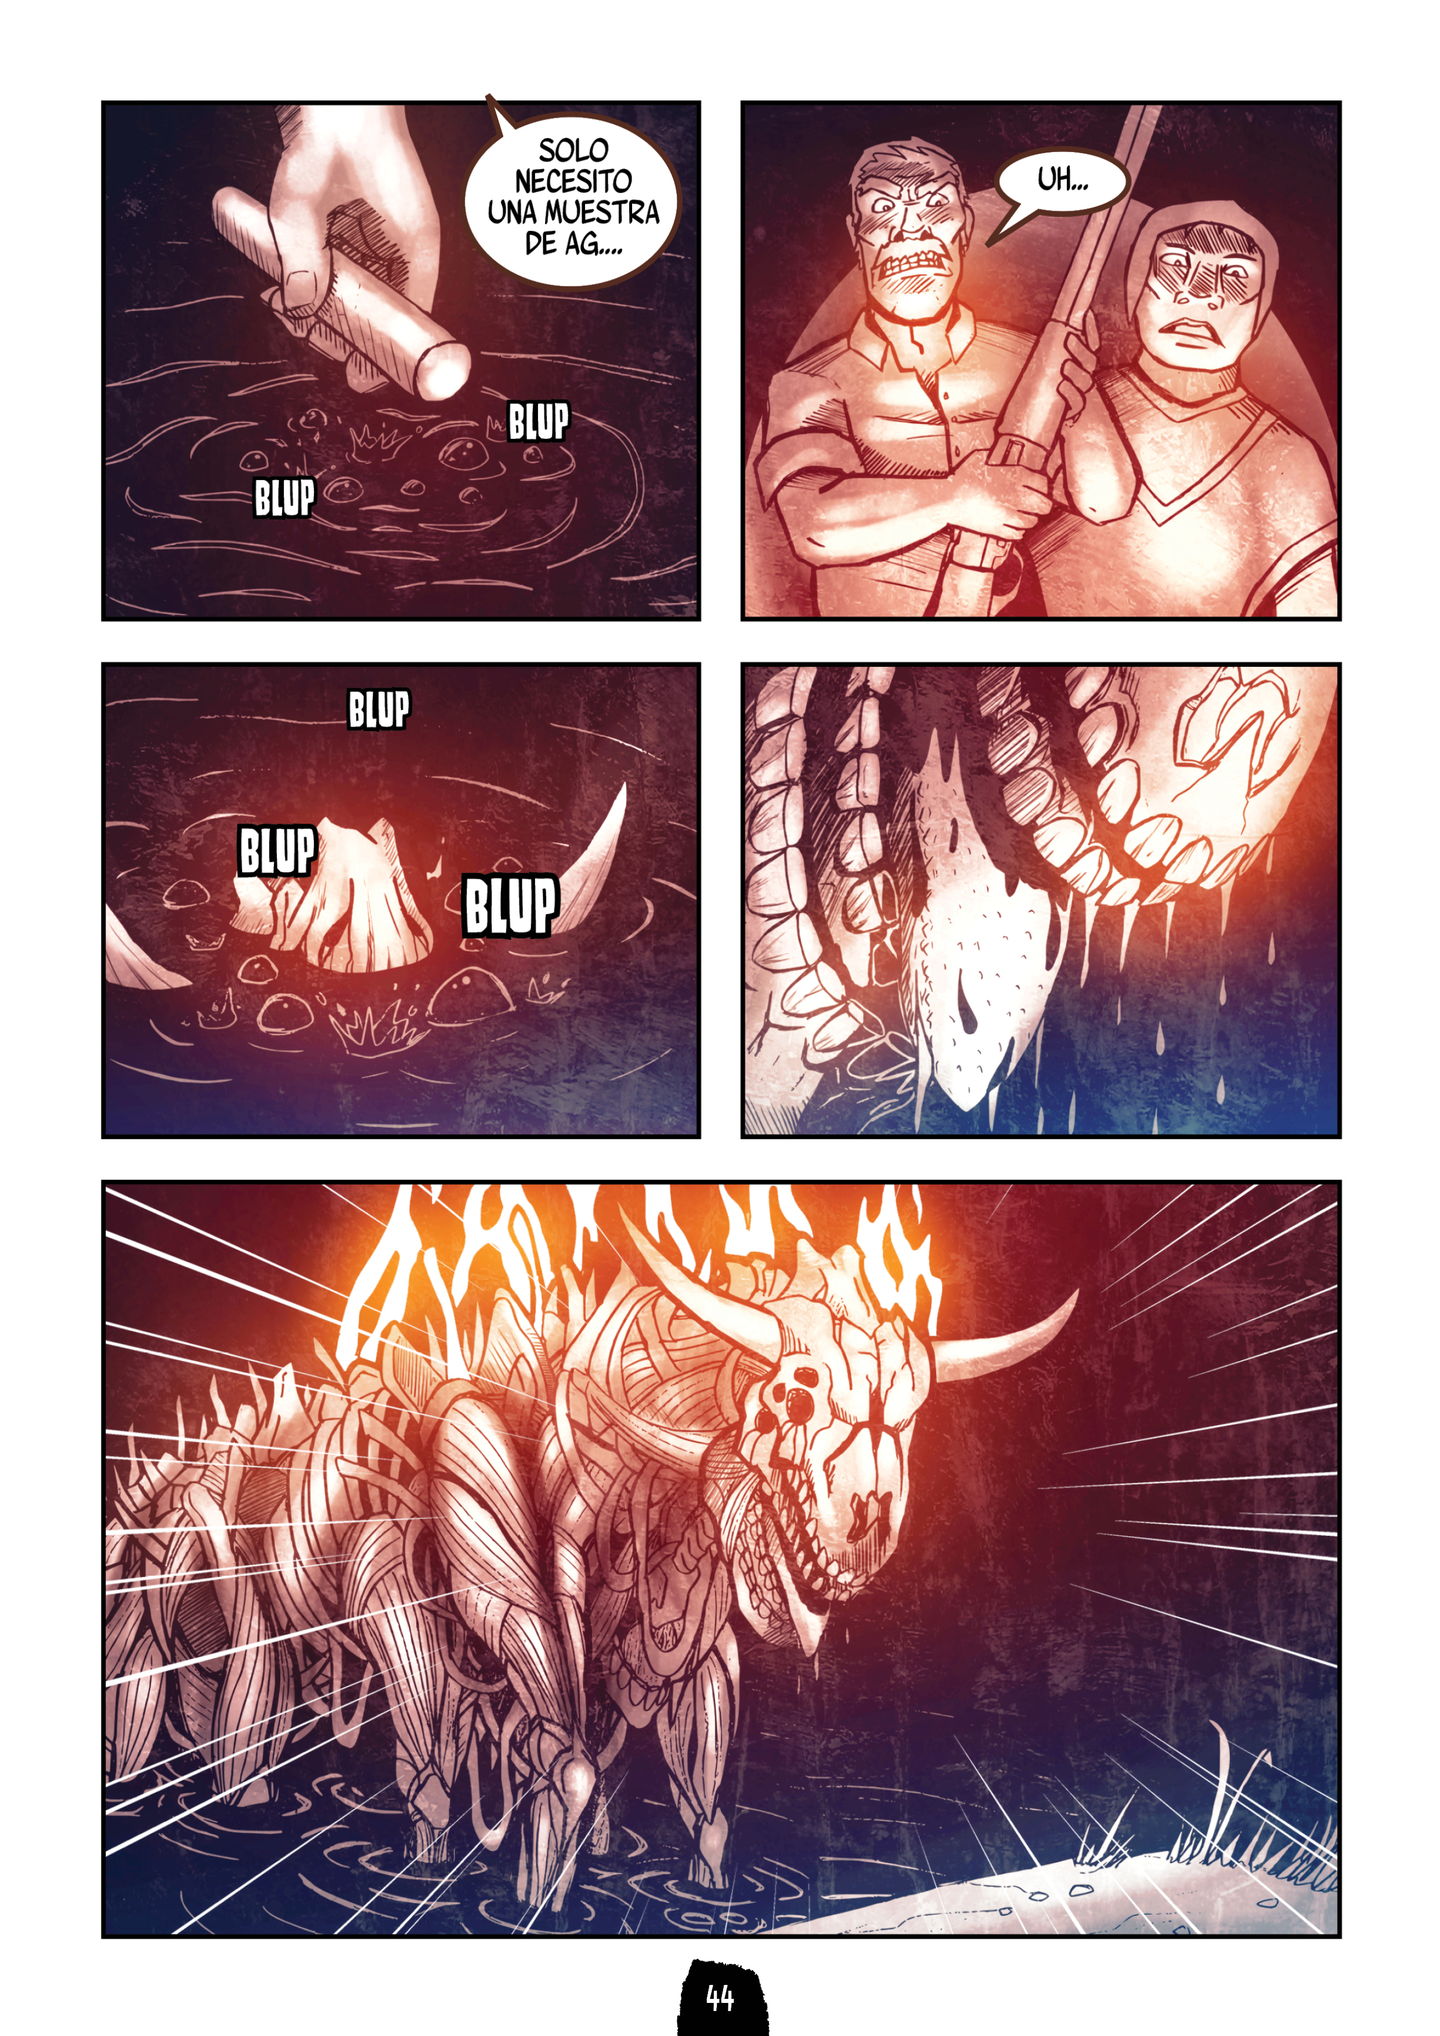 SOLO
NECESITO
UNA MUESTRA
DE AG....
BLUP
BLUP
UH...
BLUP
BLUP
BLUP
44